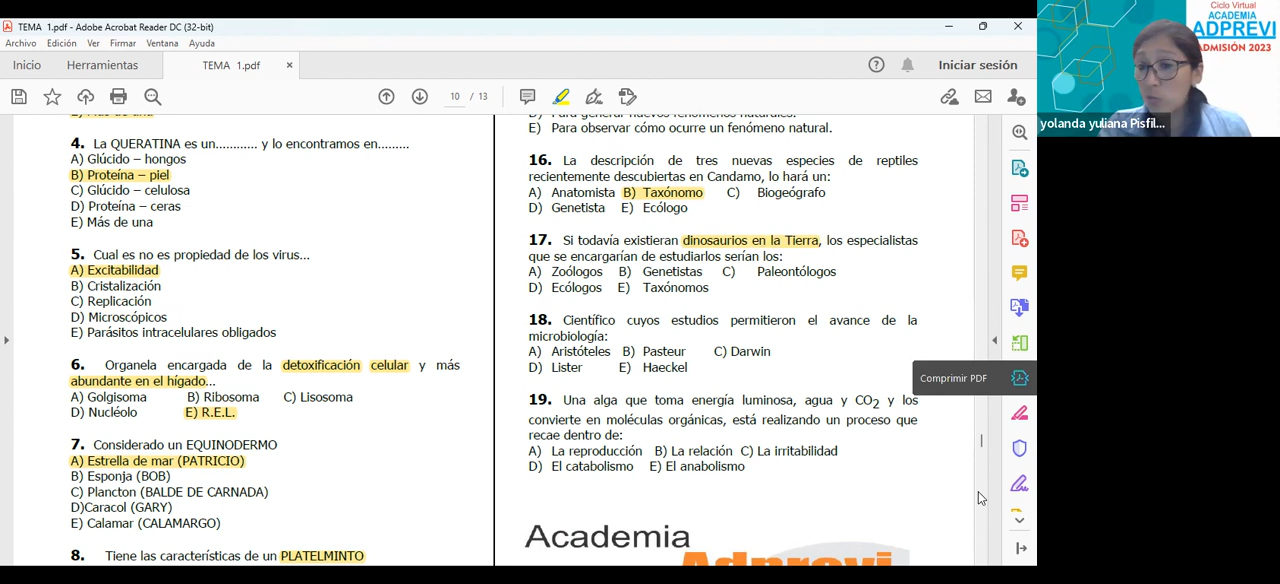 TEMA 1.pdf - Adobe Acrobat Reader DC (32-bit)
Archivo Edición Ver Firmar Ventana Ayuda
Inicio Herramientas TEMA 1.pdf × Iniciar sesión
10 / 13
4. La QUERATINA es un............ y lo encontramos en.........
A) Glúcido – hongos
B) Proteína – piel
C) Glúcido – celulosa
D) Proteína – ceras
E) Más de una
5. Cual es no es propiedad de los virus...
A) Excitabilidad
B) Cristalización
C) Replicación
D) Microscópicos
E) Parásitos intracelulares obligados
6. Organela encargada de la detoxificación celular y más
abundante en el hígado...
A) Golgisoma B) Ribosoma C) Lisosoma
D) Nucléolo E) R.E.L.
7. Considerado un EQUINODERMO
A) Estrella de mar (PATRICIO)
B) Esponja (BOB)
C) Plancton (BALDE DE CARNADA)
D)Caracol (GARY)
E) Calamar (CALAMARGO)
8. Tiene las características de un PLATELMINTO
D) Para generar nuevos fenómenos naturales.
E) Para observar cómo ocurre un fenómeno natural.
16. La descripción de tres nuevas especies de reptiles
recientemente descubiertas en Candamo, lo hará un:
A) Anatomista B) Taxónomo C) Biogeógrafo
D) Genetista E) Ecólogo
17. Si todavía existieran dinosaurios en la Tierra, los especialistas
que se encargarían de estudiarlos serían los:
A) Zoólogos B) Genetistas C) Paleontólogos
D) Ecólogos E) Taxónomos
18. Científico cuyos estudios permitieron el avance de la
microbiología:
A) Aristóteles B) Pasteur C) Darwin
D) Lister E) Haeckel
19. Una alga que toma energía luminosa, agua y CO2 y los
convierte en moléculas orgánicas, está realizando un proceso que
recae dentro de:
A) La reproducción B) La relación C) La irritabilidad
D) El catabolismo E) El anabolismo
Academia
Adprevi
Comprimir PDF
Ciclo Virtual
ACADEMIA
ADPREVI
ADMISIÓN 2023
yolanda yuliana Pisfil...